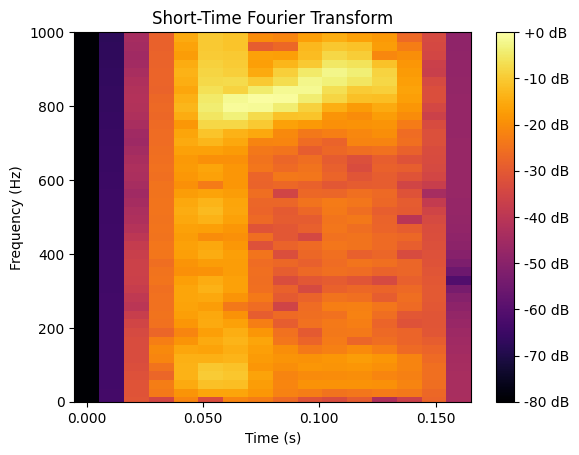 Short-Time Fourier Transform
1000
800
600
400
200
0
Frequency (Hz)
0.000
0.050
0.100
0.150
Time (s)
+0 dB
-10 dB
-20 dB
-30 dB
-40 dB
-50 dB
-60 dB
-70 dB
-80 dB